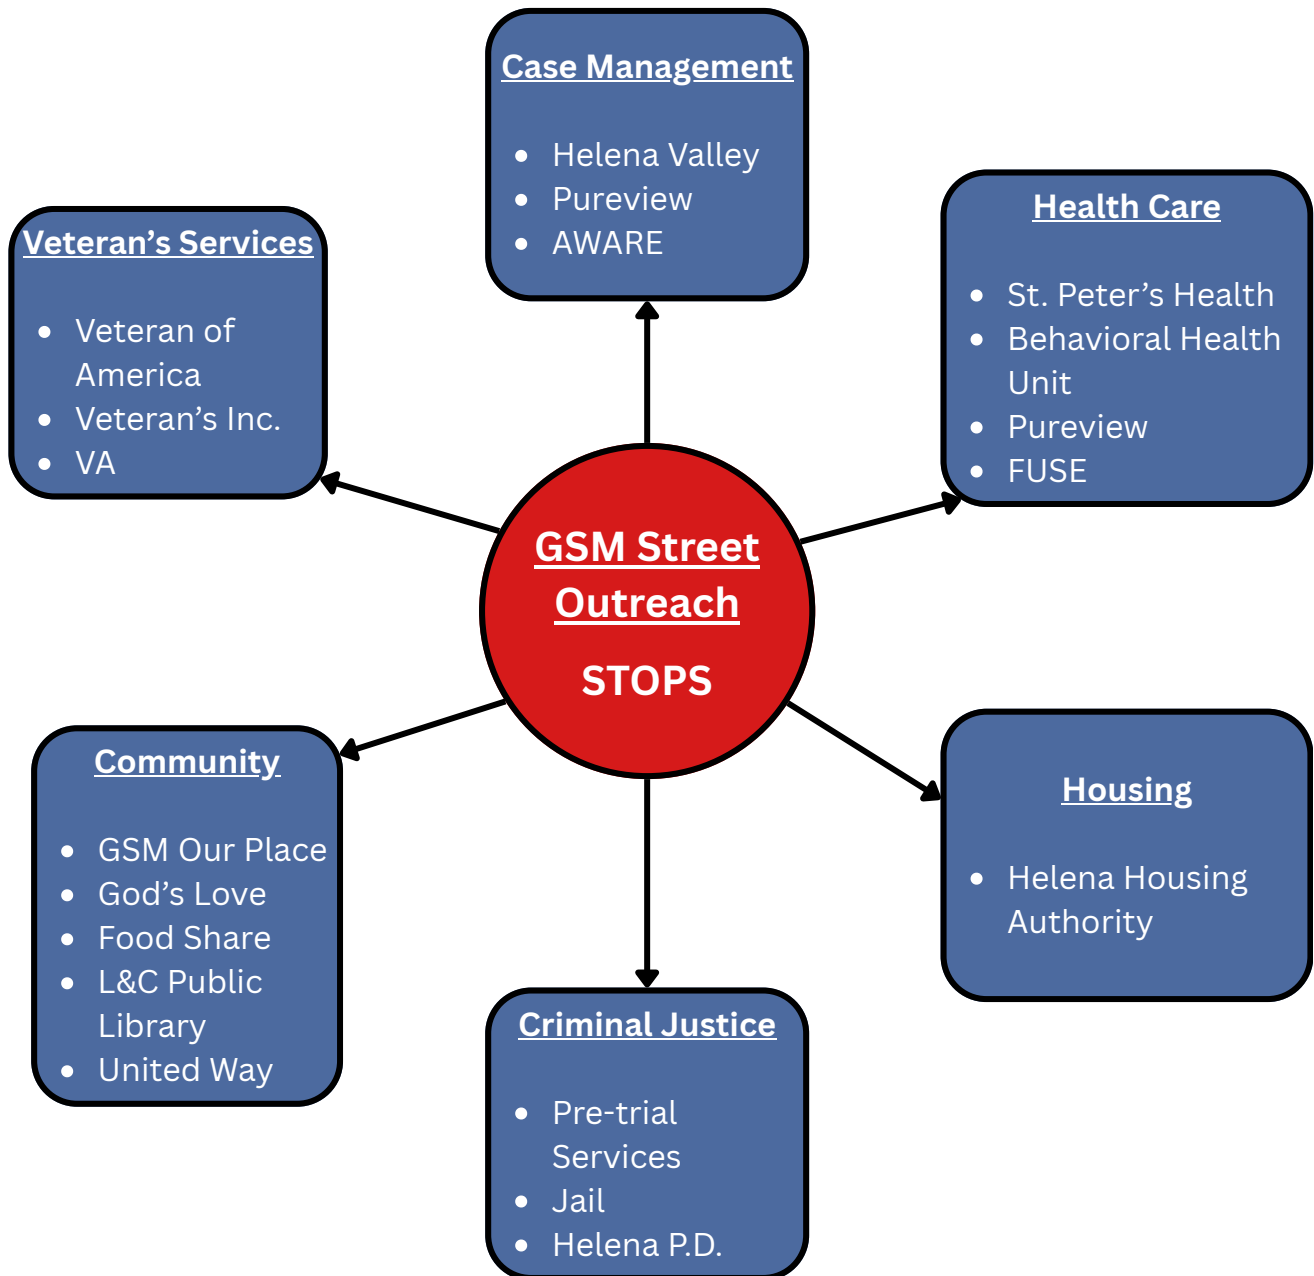 Case Management
• Helena Valley
• Pureview
• AWARE
Health Care
• St. Peter’s Health
• Behavioral Health
Unit
• Pureview
• FUSE
Veteran’s Services
• Veteran of
America
• Veteran’s Inc.
• VA
GSM Street
Outreach
STOPS
Community
• GSM Our Place
• God’s Love
• Food Share
• L&C Public
Library
• United Way
Housing
• Helena Housing
Authority
Criminal Justice
• Pre-trial
Services
• Jail
• Helena P.D.